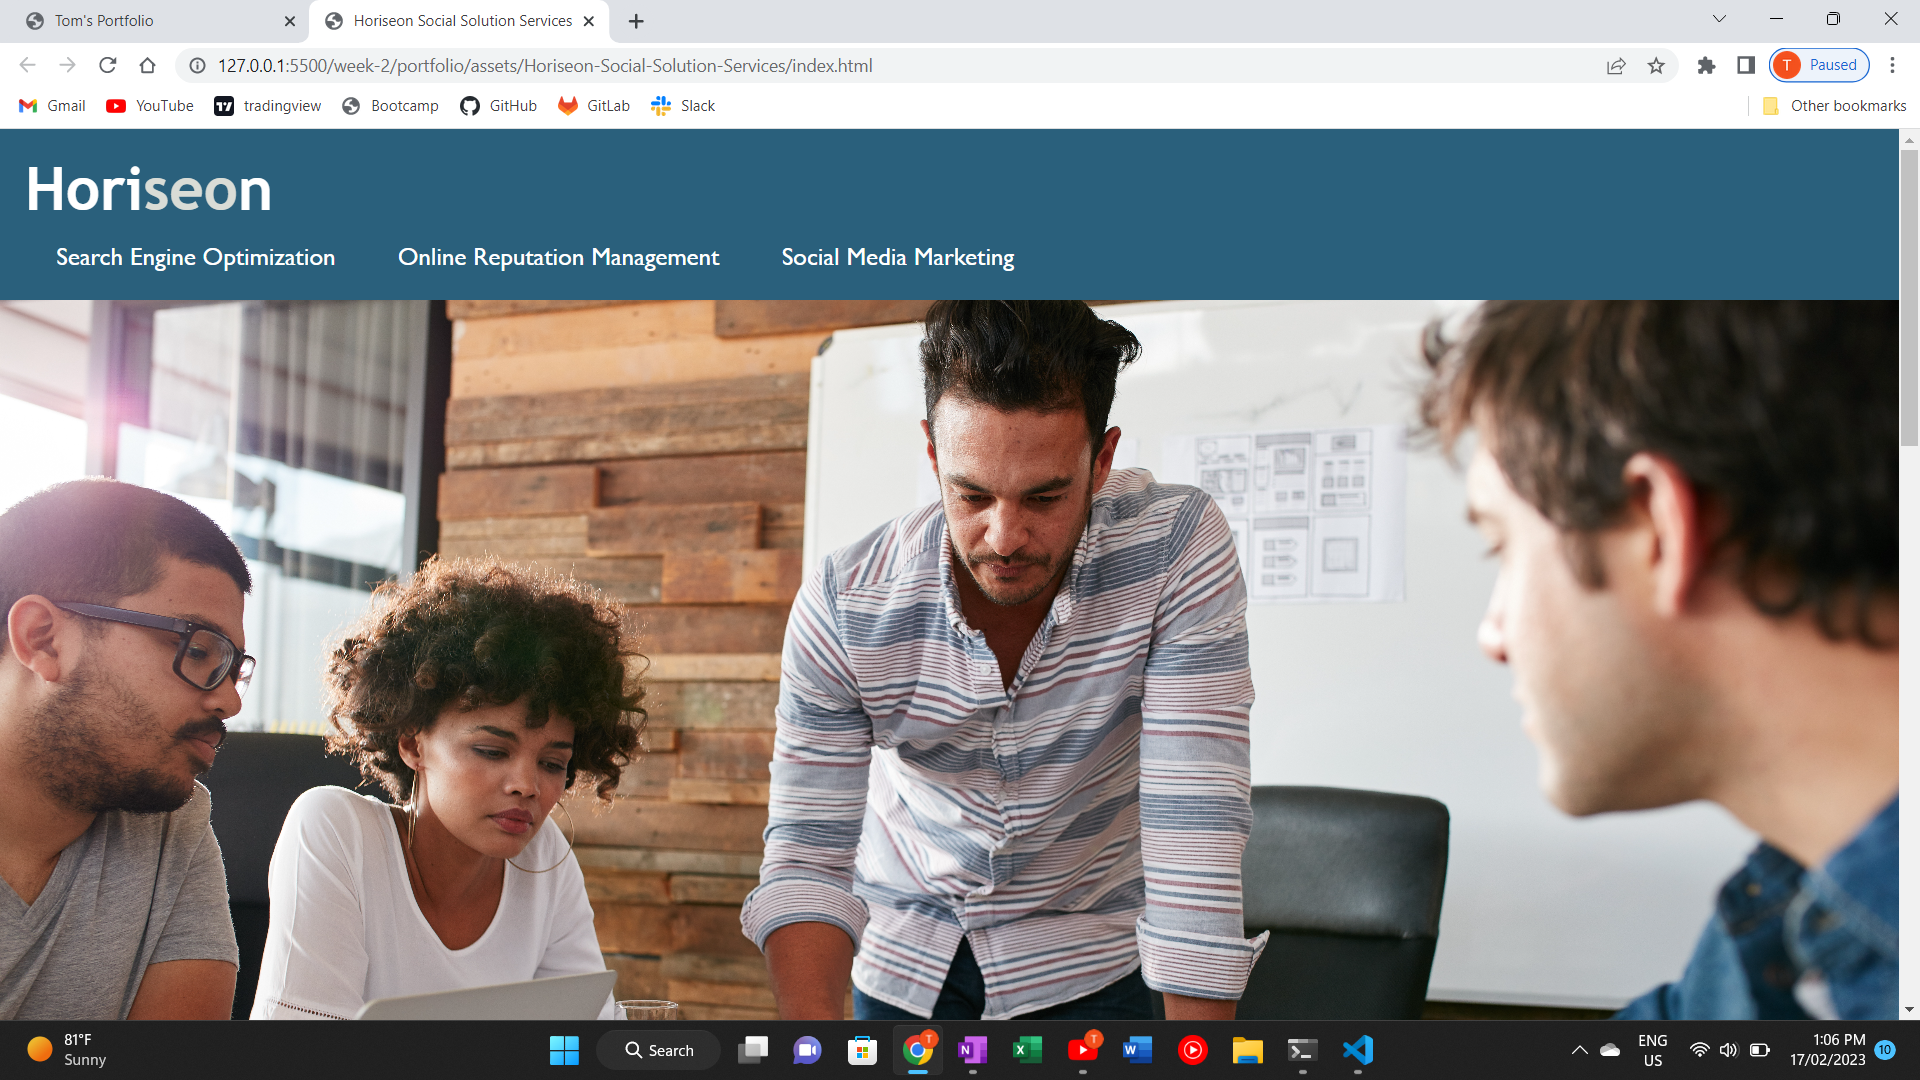 Tom's Portfolio
Horiseon Social Solution Services
127.0.0.1:5500/week-2/portfolio/assets/Horiseon-Social-Solution-Services/index.html
T Paused
Gmail YouTube tradingview Bootcamp GitHub GitLab Slack Other bookmarks
Horiseon
Search Engine Optimization Online Reputation Management Social Media Marketing
81°F
Sunny
Search
ENG
US
1:06 PM
17/02/2023
10